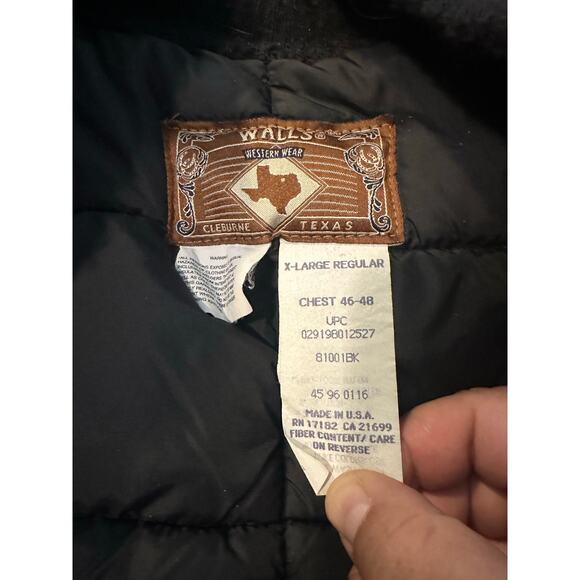 WALLS®
WESTERN WEAR
CLEBURNE TEXAS
WARNING
X-LARGE REGULAR
CHEST 46-48
UPC
029198012527
81001BK
45 96 0116
MADE IN U.S.A.
RN 17182 CA 21699
FIBER CONTENT/ CARE
ON REVERSE